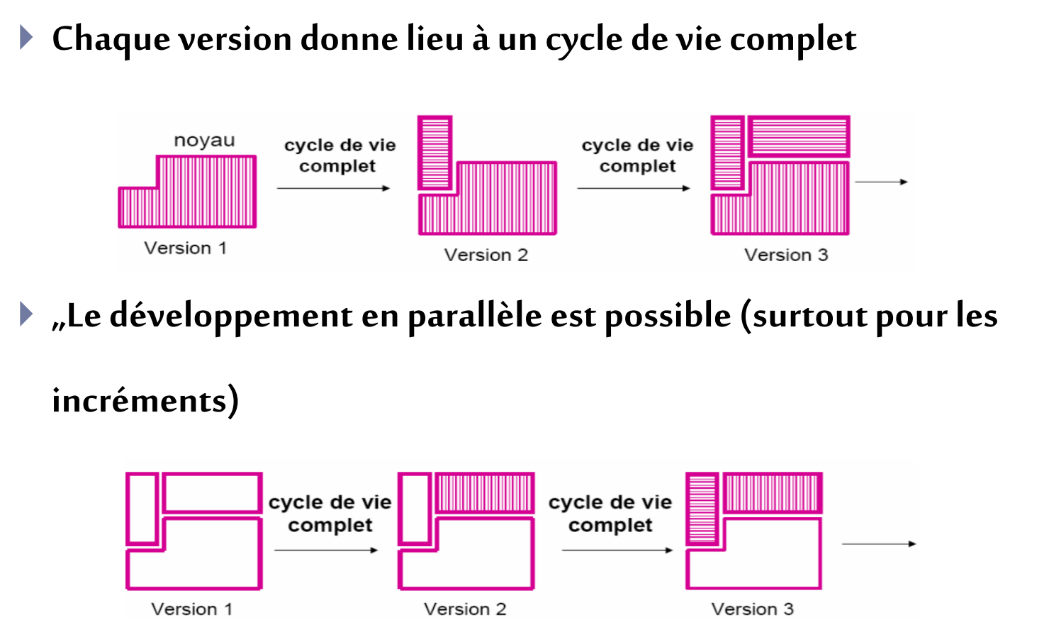 Chaque version donne lieu à un cycle de vie complet
noyau
cycle de vie
complet
cycle de vie
complet
Version 1
Version 2
Version 3
„Le développement en parallèle est possible (surtout pour les
incréments)
cycle de vie
complet
cycle de vie
complet
Version 1
Version 2
Version 3